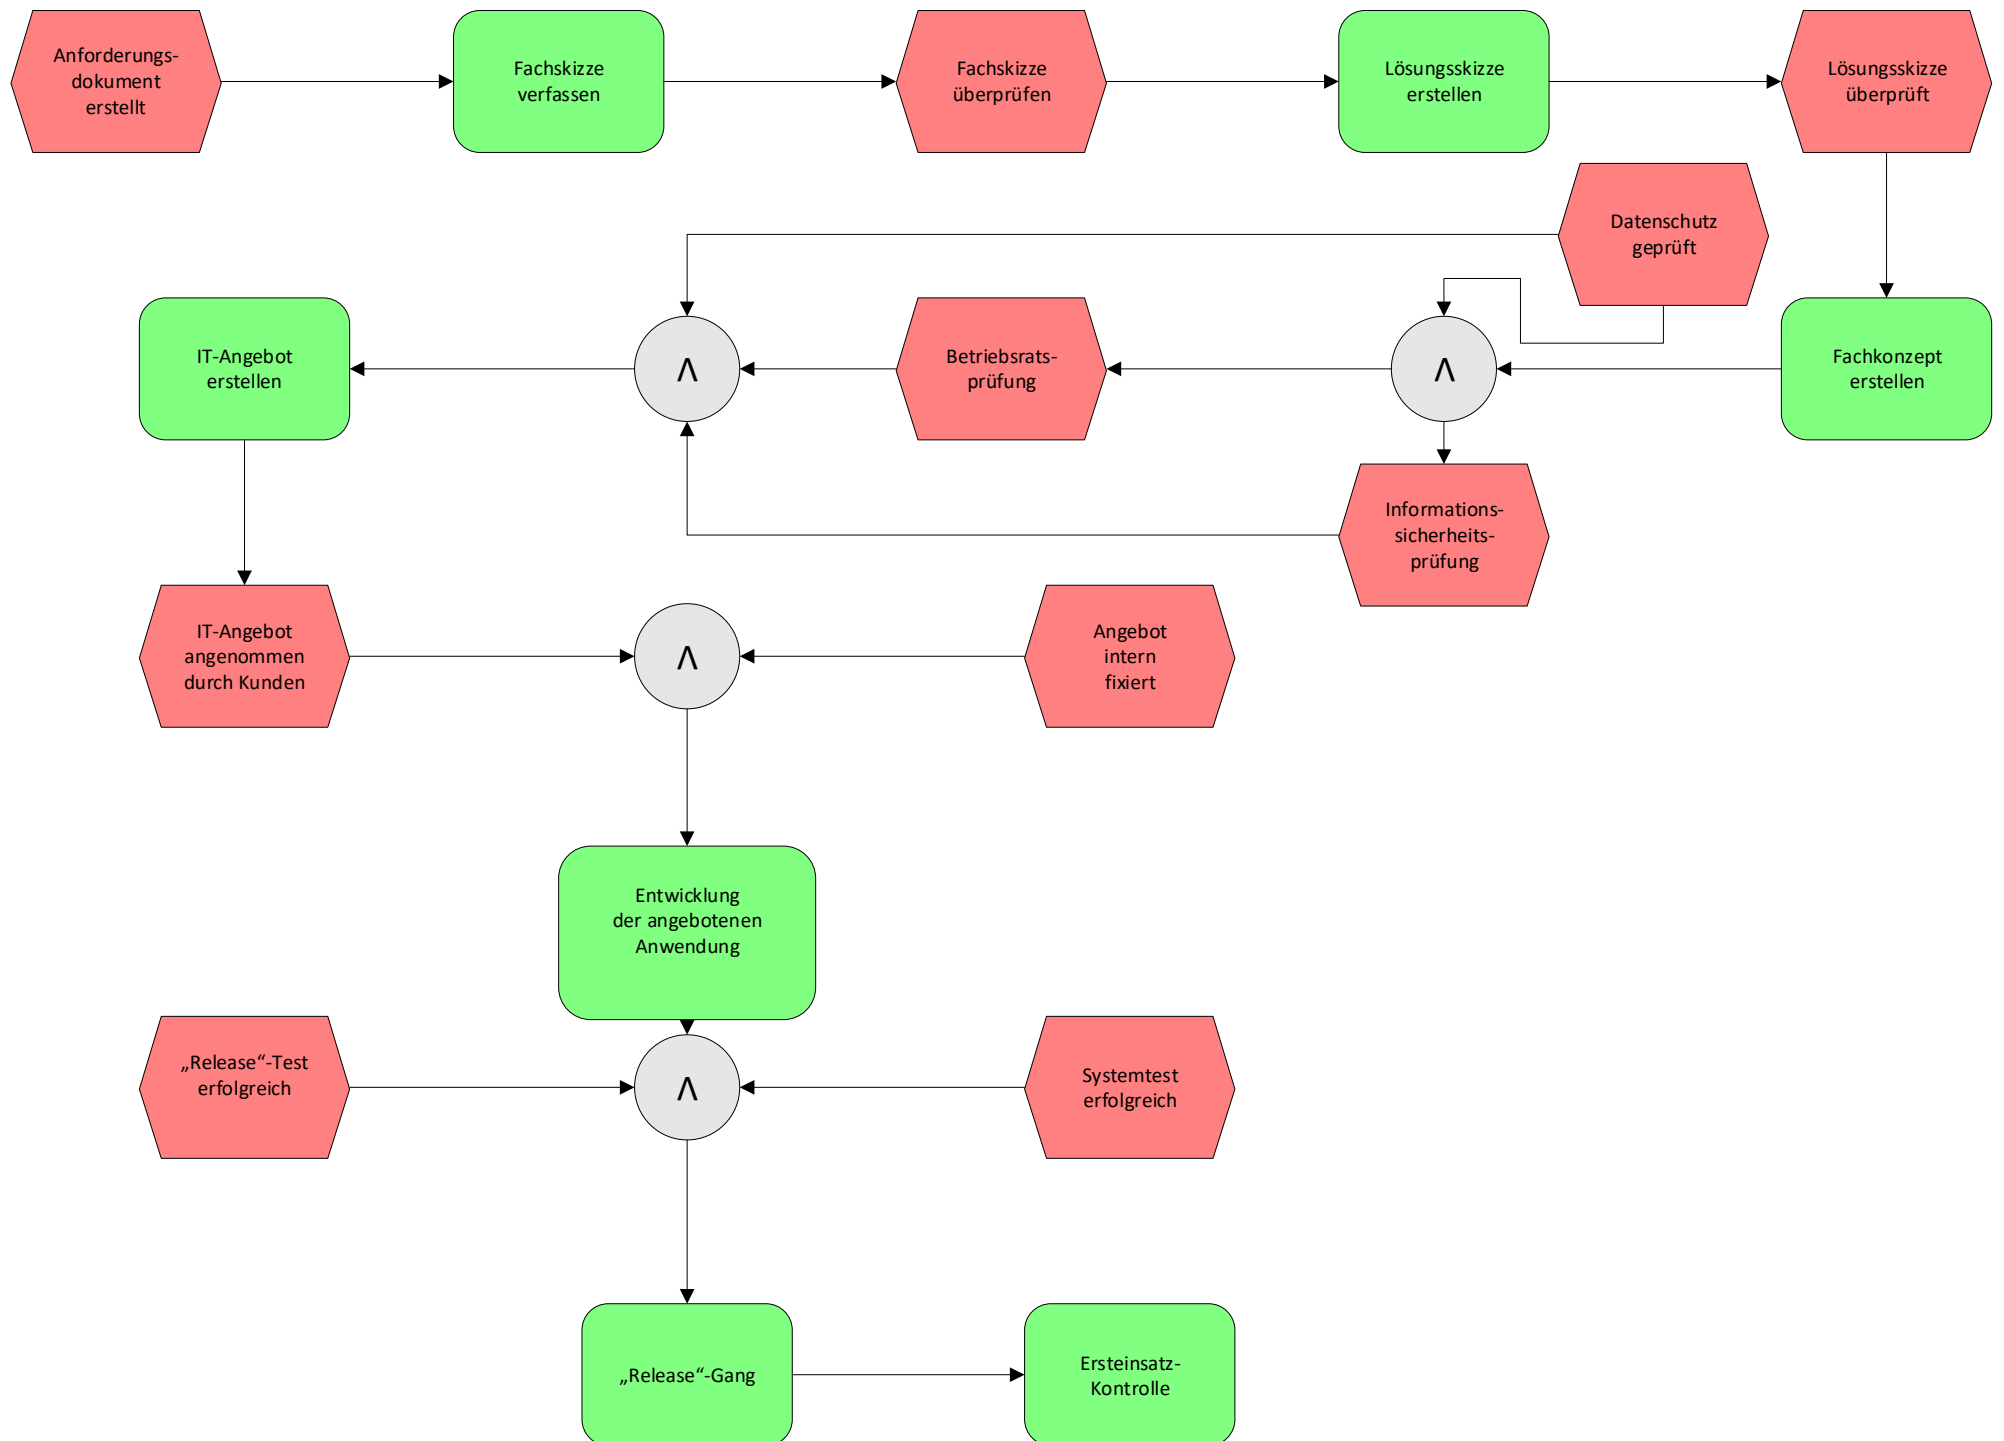 Anforderungs-
dokument
erstellt
Fachskizze
verfassen
Fachskizze
überprüfen
Lösungsskizze
erstellen
Lösungsskizze
überprüft
Datenschutz
geprüft
IT-Angebot
erstellen
Λ
Betriebsrats-
prüfung
Λ
Fachkonzept
erstellen
Informations-
sicherheits-
prüfung
IT-Angebot
angenommen
durch Kunden
Λ
Angebot
intern
fixiert
Entwicklung
der angebotenen
Anwendung
„Release“-Test
erfolgreich
Λ
Systemtest
erfolgreich
„Release“-Gang
Ersteinsatz-
Kontrolle